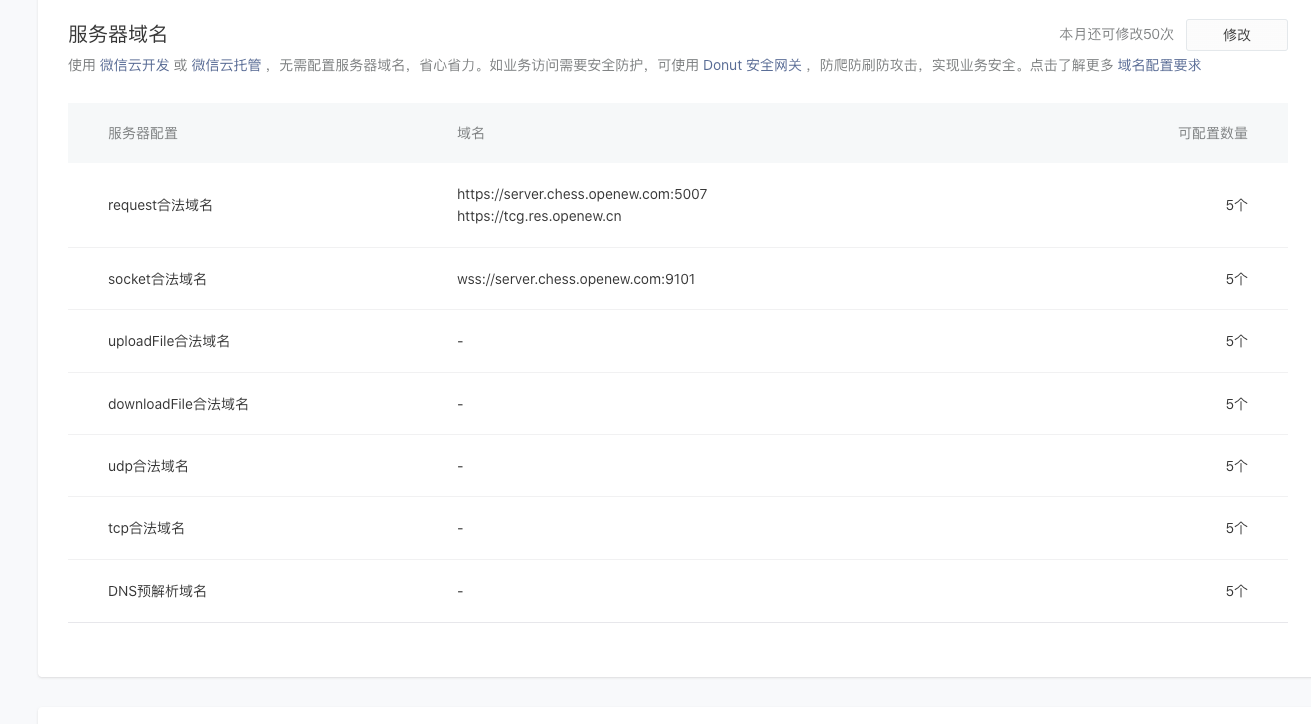 服务器域名
本月还可修改50次 修改
使用 微信云开发 或 微信云托管 ，无需配置服务器域名，省心省力。如业务访问需要安全防护，可使用 Donut 安全网关 ，防爬防刷防攻击，实现业务安全。点击了解更多 域名配置要求
服务器配置 域名 可配置数量
request合法域名 https://server.chess.openew.com:5007 5个
https://tcg.res.openew.cn
socket合法域名 wss://server.chess.openew.com:9101 5个
uploadFile合法域名 - 5个
downloadFile合法域名 - 5个
udp合法域名 - 5个
tcp合法域名 - 5个
DNS预解析域名 - 5个